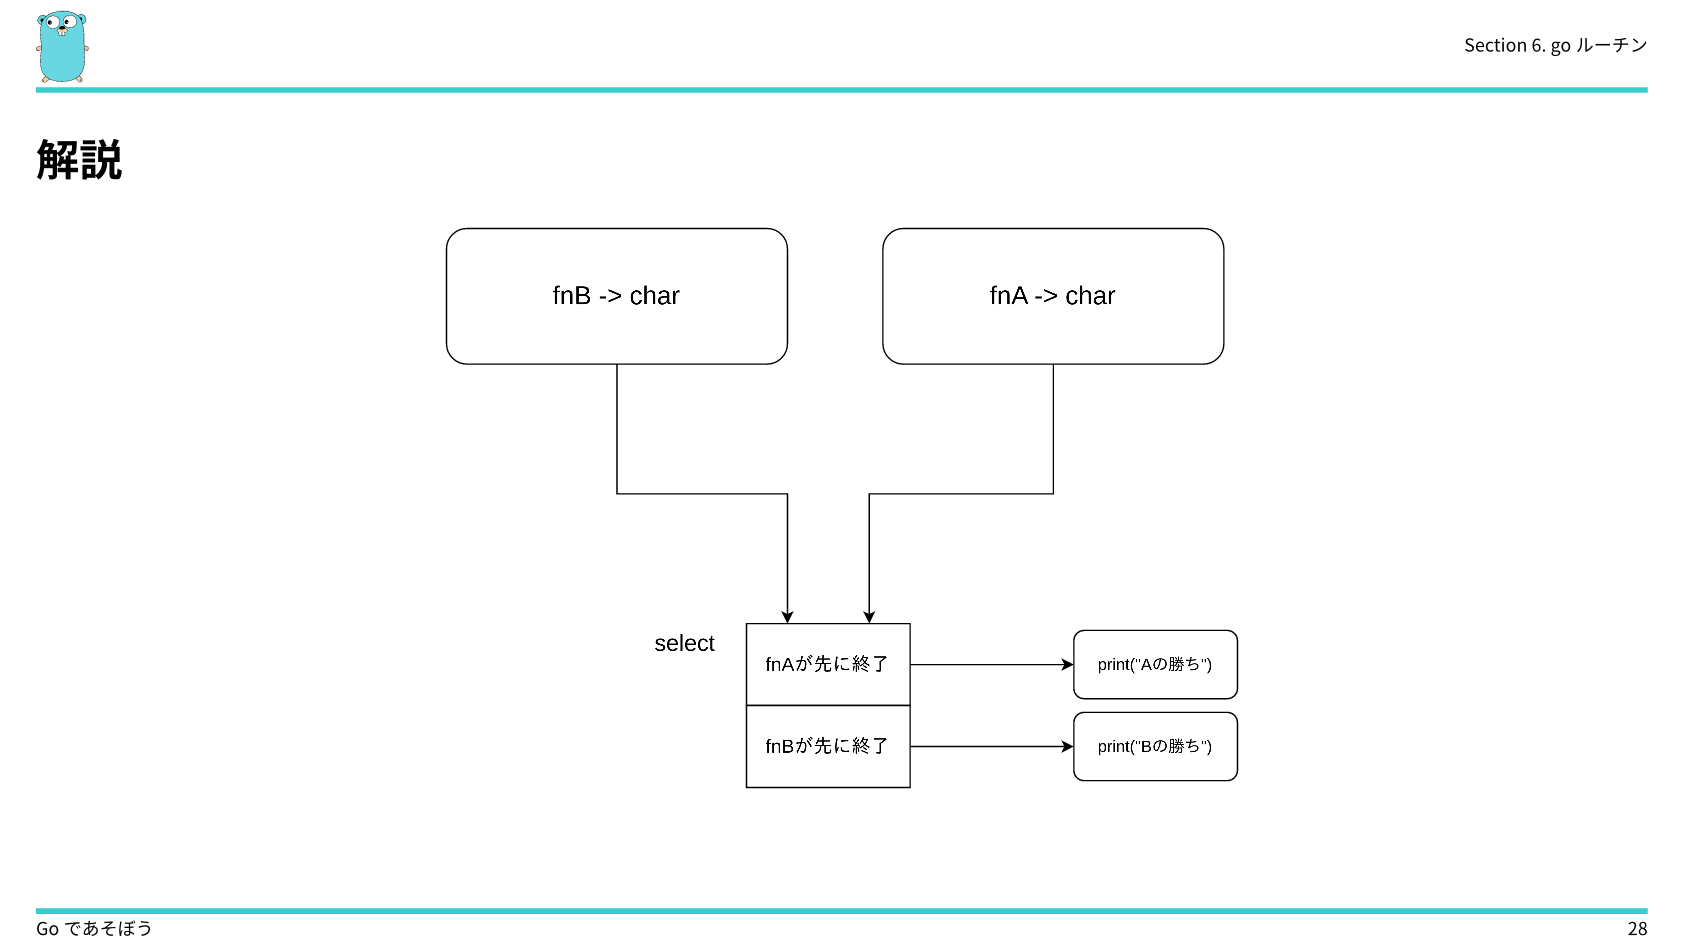 Section 6. go ルーチン
解説
fnB -> char
fnA -> char
select
fnAが先に終了
print("Aの勝ち")
fnBが先に終了
print("Bの勝ち")
Go であそぼう
28